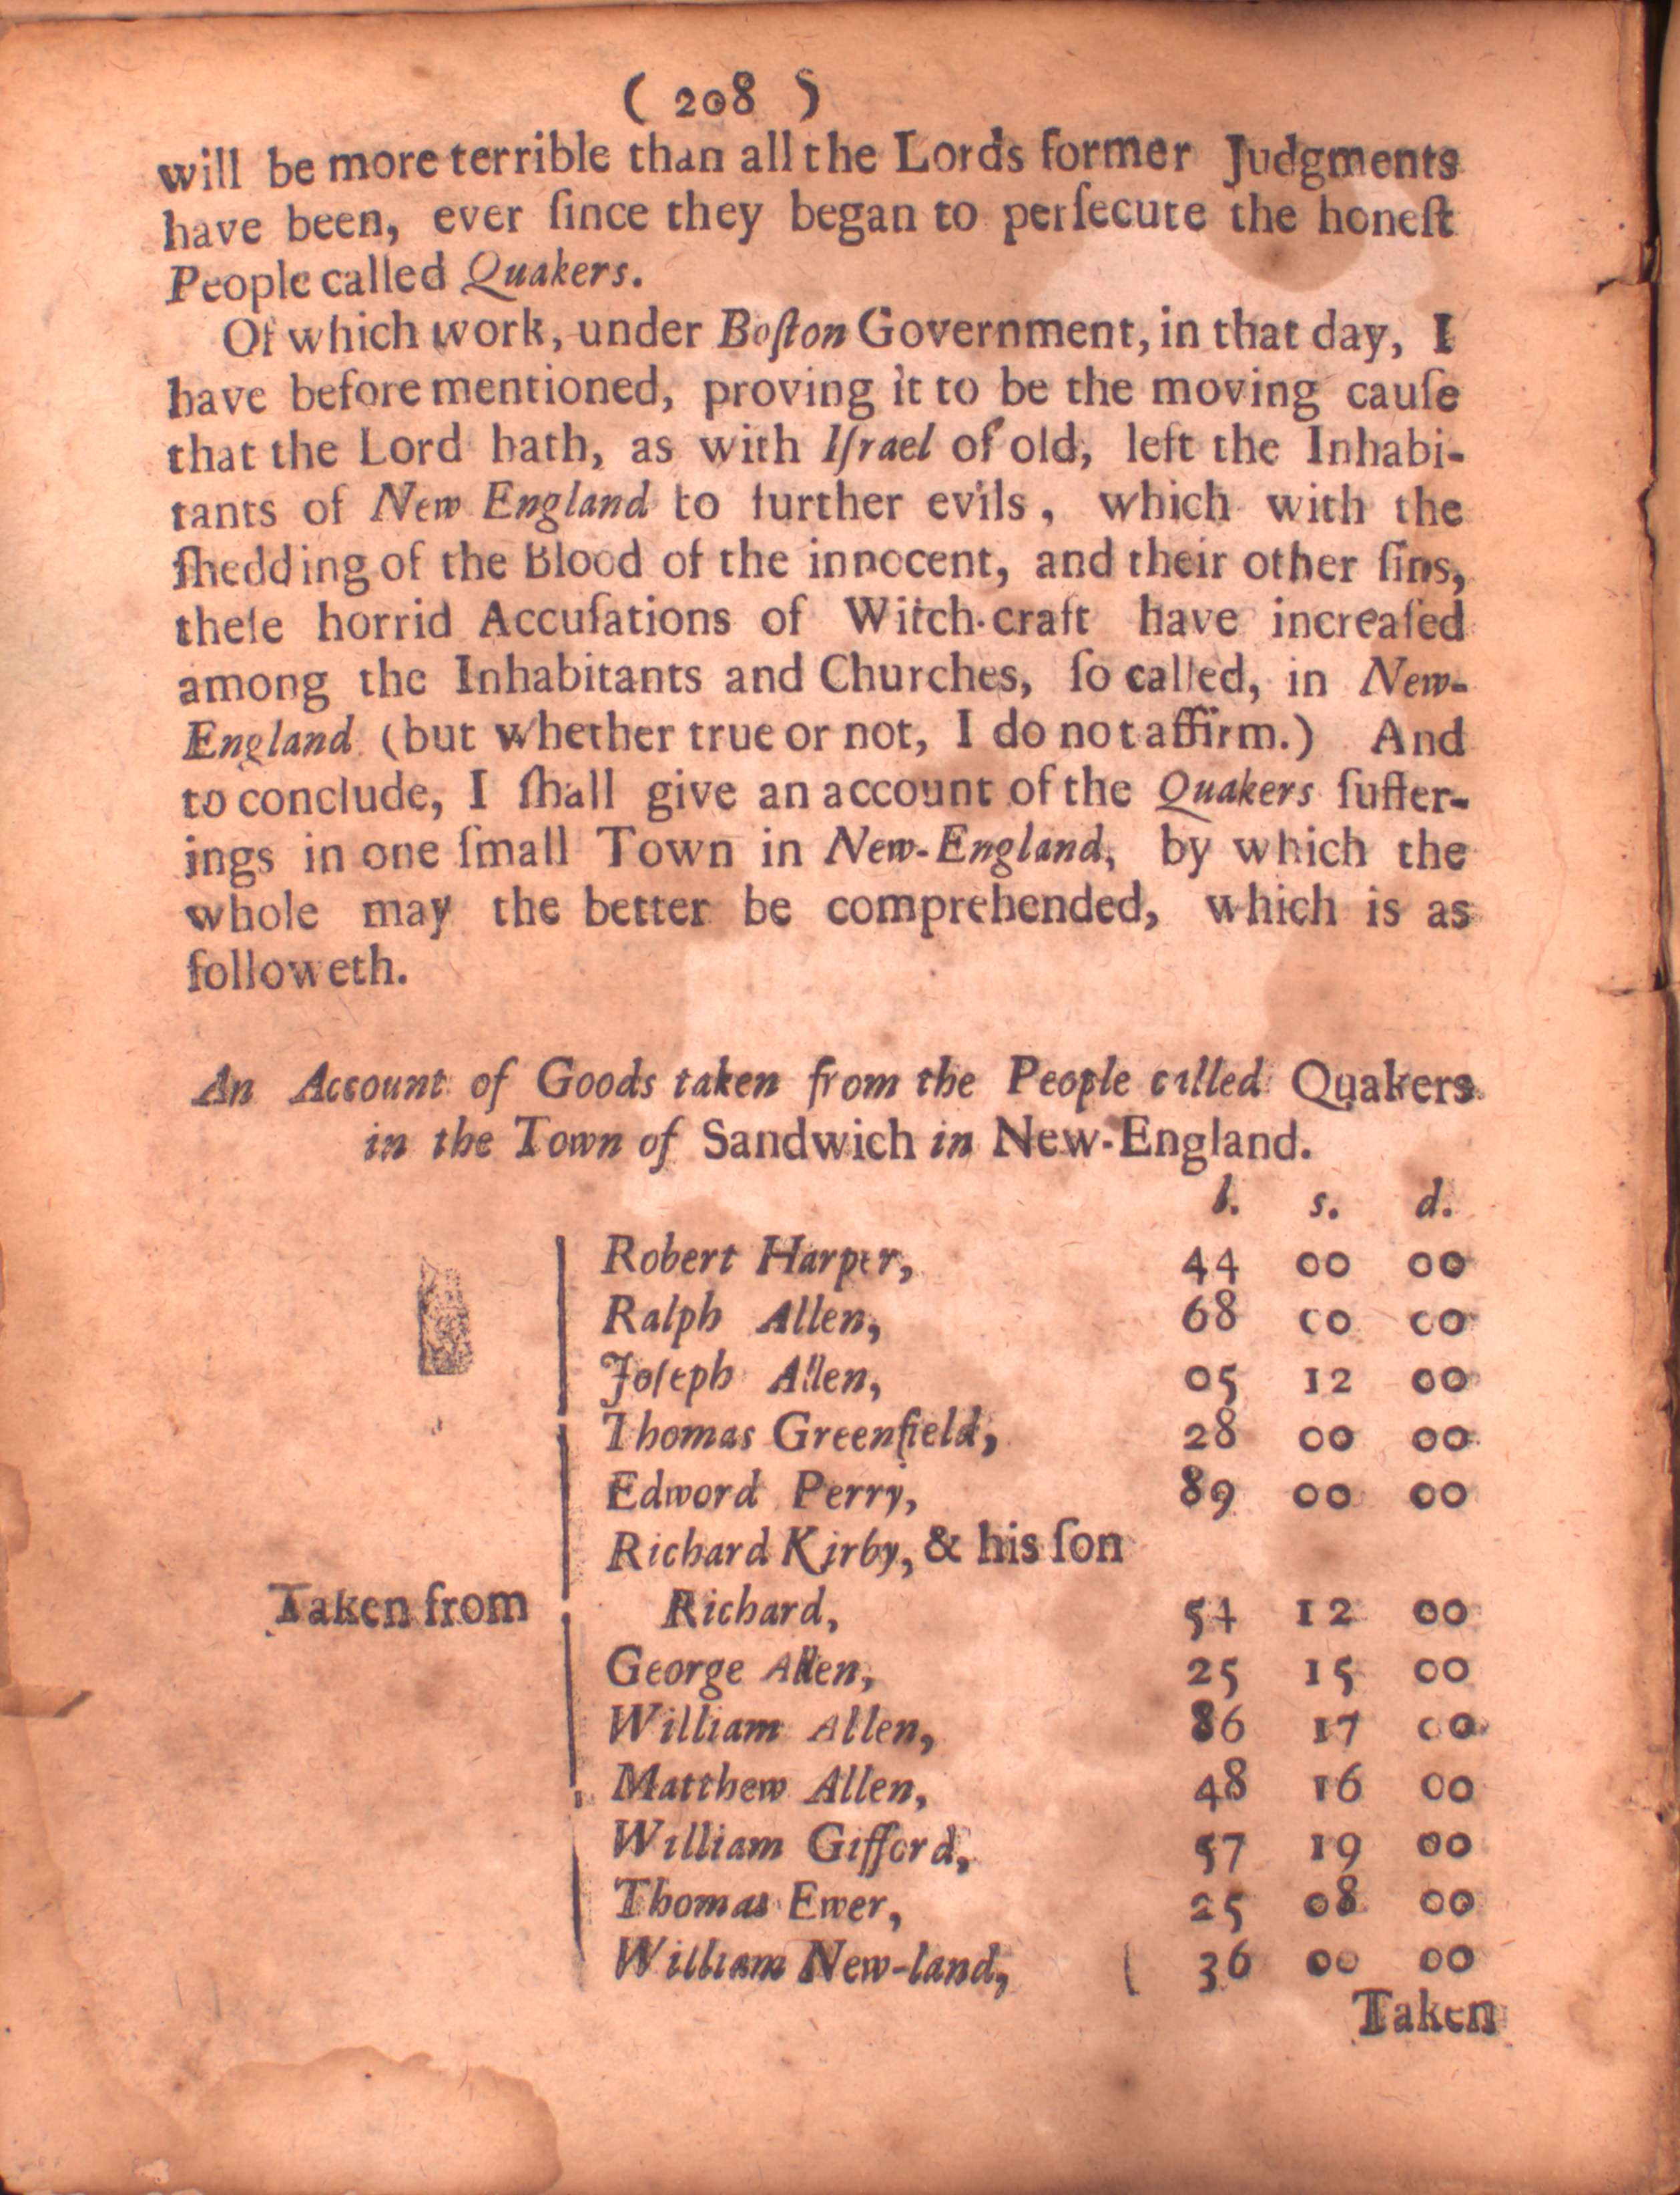 ( 208 )
will be more terrible than all the Lords former Judgments
have been, ever ſince they began to perſecute the honeſt
People called Quakers.
Of which work, under Boſton Government, in that day, I
have before mentioned, proving it to be the moving cauſe
that the Lord hath, as with Iſrael of old, left the Inhabi-
tants of New England to further evils, which with the
ſhedding of the Blood of the innocent, and their other ſins,
theſe horrid Accuſations of Witch-craft have increaſed
among the Inhabitants and Churches, ſo called, in New-
England (but whether true or not, I do not affirm.) And
to conclude, I ſhall give an account of the Quakers ſuffer-
ings in one ſmall Town in New-England, by which the
whole may the better be comprehended, which is as
followeth.
An Account of Goods taken from the People called Quakers
in the Town of Sandwich in New-England.
l. s. d.
Robert Harper, 44 00 00
Ralph Allen, 68 00 00
Joſeph Allen, 05 12 00
Thomas Greenfield, 28 00 00
Edword Perry, 89 00 00
Richard Kirby, & his ſon
Taken from Richard, 54 12 00
George Allen, 25 15 00
William Allen, 86 17 00
Matthew Allen, 48 16 00
William Gifford, 57 19 00
Thomas Ewer, 25 08 00
William New-land, 36 00 00
Taken